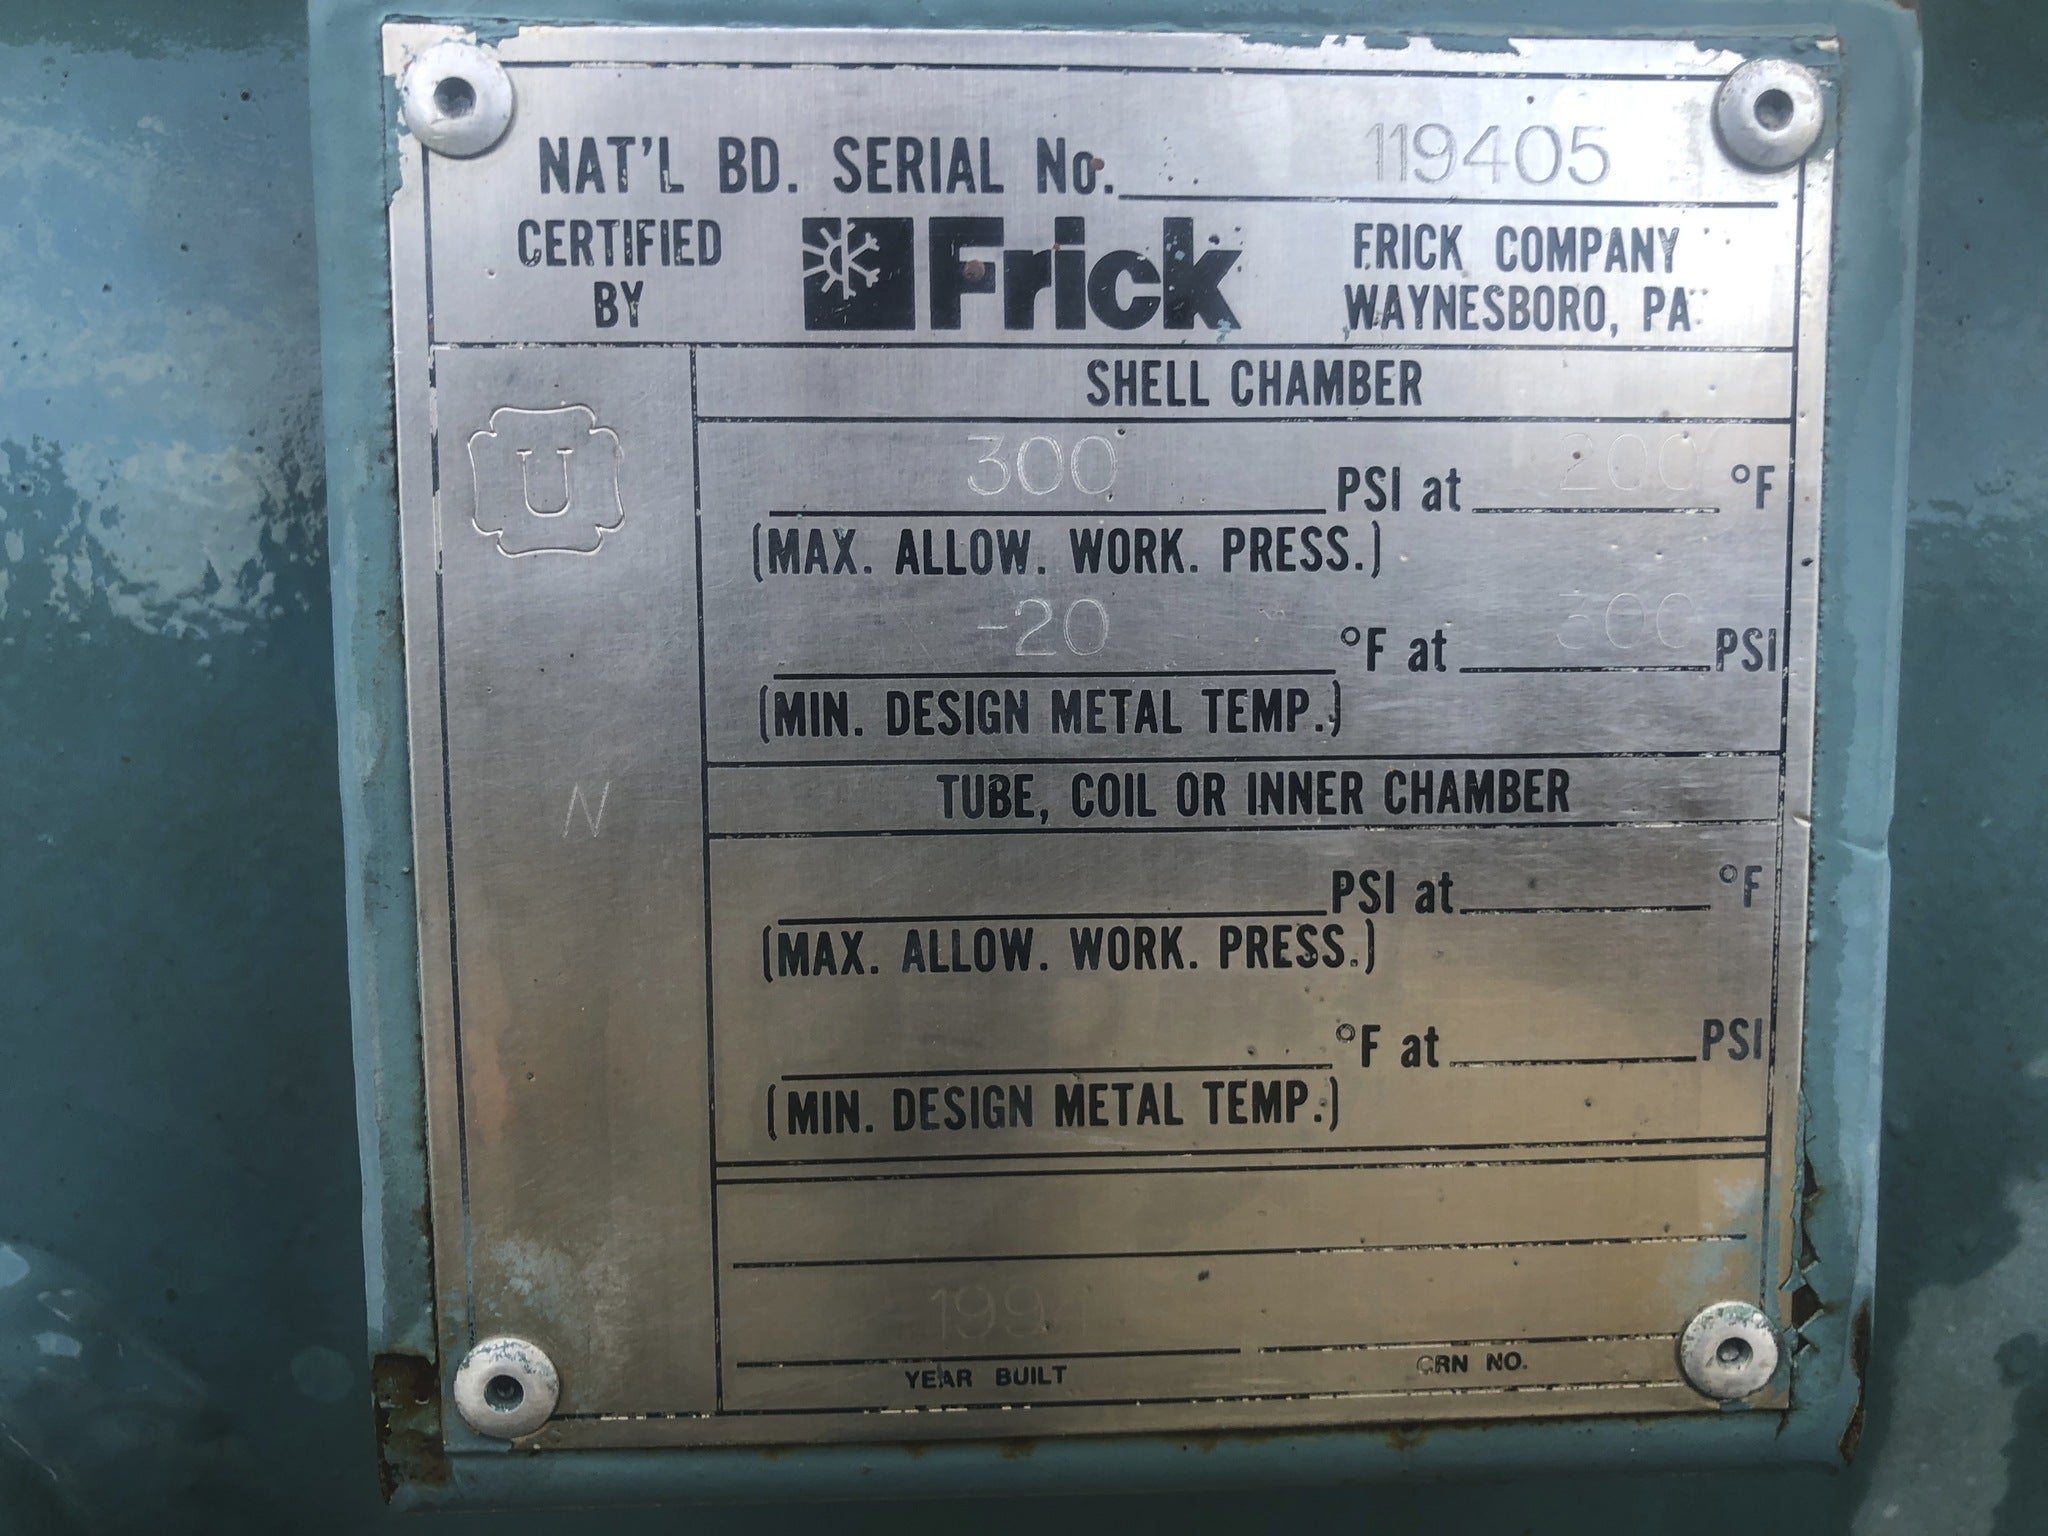 NAT'L BD. SERIAL No. 119405
CERTIFIED BY Frick FRICK COMPANY
WAYNESBORO, PA.
SHELL CHAMBER
U
300 PSI at 200 °F
(MAX. ALLOW. WORK. PRESS.)
-20 °F at 300 PSI
(MIN. DESIGN METAL TEMP.)
N
TUBE, COIL OR INNER CHAMBER
PSI at °F
(MAX. ALLOW. WORK. PRESS.)
°F at PSI
(MIN. DESIGN METAL TEMP.)
YEAR BUILT CRN NO.